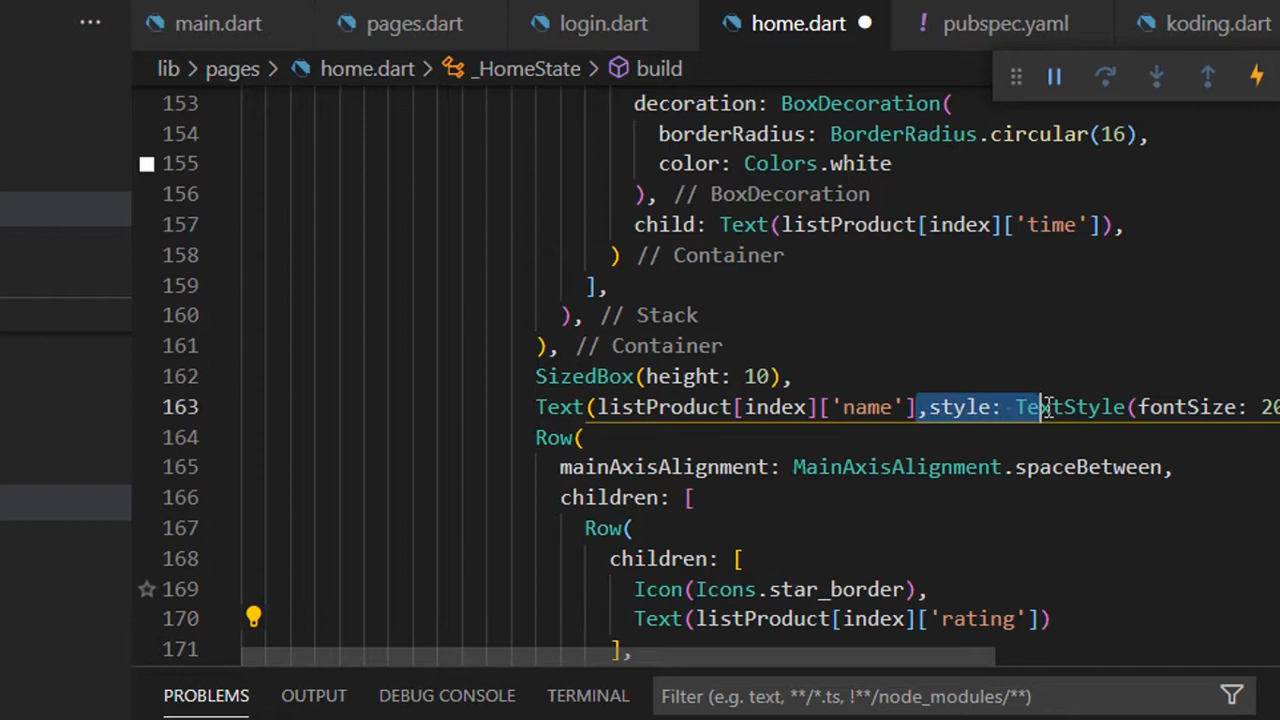 ··· main.dart pages.dart login.dart home.dart ● ! pubspec.yaml koding.dart
lib > pages > home.dart > _HomeState > build
153 decoration: BoxDecoration(
154 borderRadius: BorderRadius.circular(16),
155 color: Colors.white
156 ), // BoxDecoration
157 child: Text(listProduct[index]['time']),
158 ) // Container
159 ],
160 ), // Stack
161 ), // Container
162 SizedBox(height: 10),
163 Text(listProduct[index]['name'],style: TextStyle(fontSize: 20
164 Row(
165 mainAxisAlignment: MainAxisAlignment.spaceBetween,
166 children: [
167 Row(
168 children: [
169 Icon(Icons.star_border),
170 Text(listProduct[index]['rating'])
171 ],
PROBLEMS OUTPUT DEBUG CONSOLE TERMINAL Filter (e.g. text, **/*.ts, !**/node_modules/**)